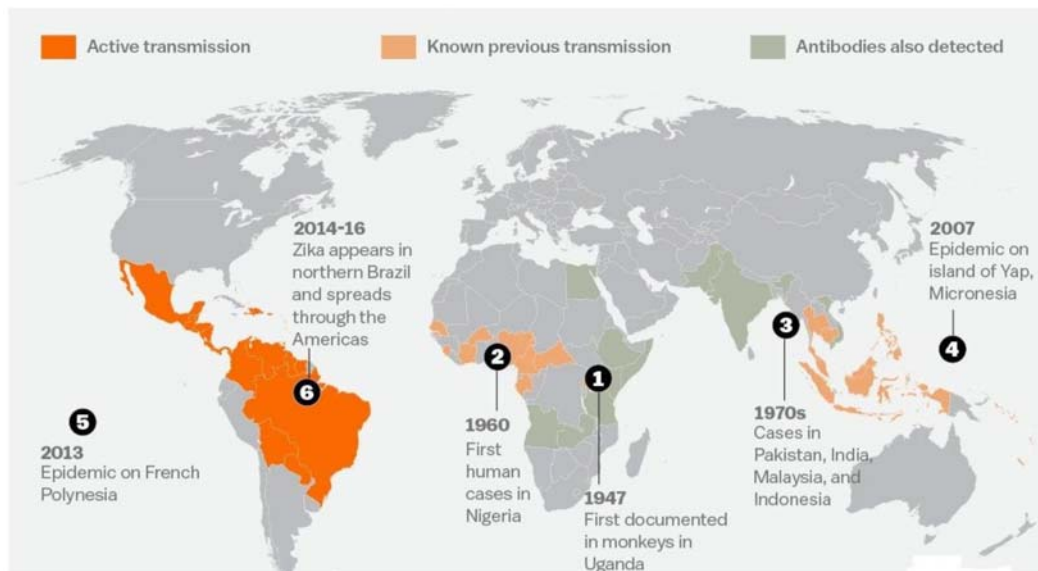 Active transmission
Known previous transmission
Antibodies also detected
2014-16
Zika appears in
northern Brazil
and spreads
through the
Americas
6
5
2013
Epidemic on French
Polynesia
2
1960
First
human
cases in
Nigeria
1
1947
First documented
in monkeys in
Uganda
3
1970s
Cases in
Pakistan, India,
Malaysia, and
Indonesia
2007
Epidemic on
island of Yap,
Micronesia
4